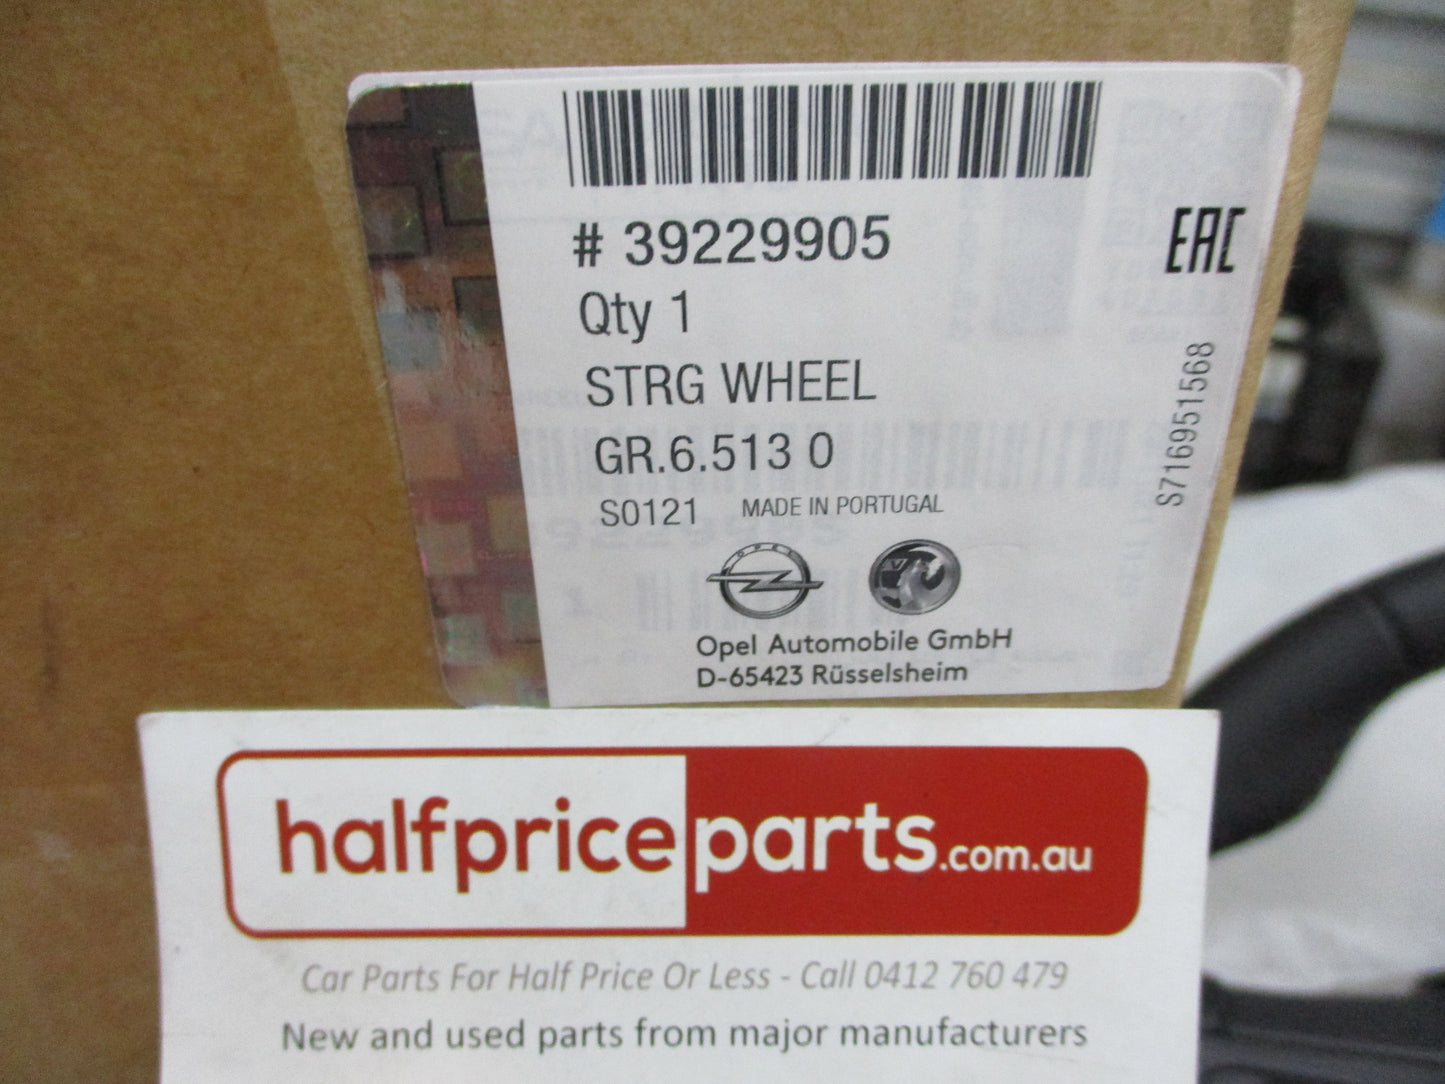 # 39229905
EAC
Qty 1
STRG WHEEL
GR.6.513 0
S0121 MADE IN PORTUGAL
S716951568
OPEL
Opel Automobile GmbH
D-65423 Rüsselsheim
halfpriceparts.com.au
Car Parts For Half Price Or Less - Call 0412 760 479
New and used parts from major manufacturers